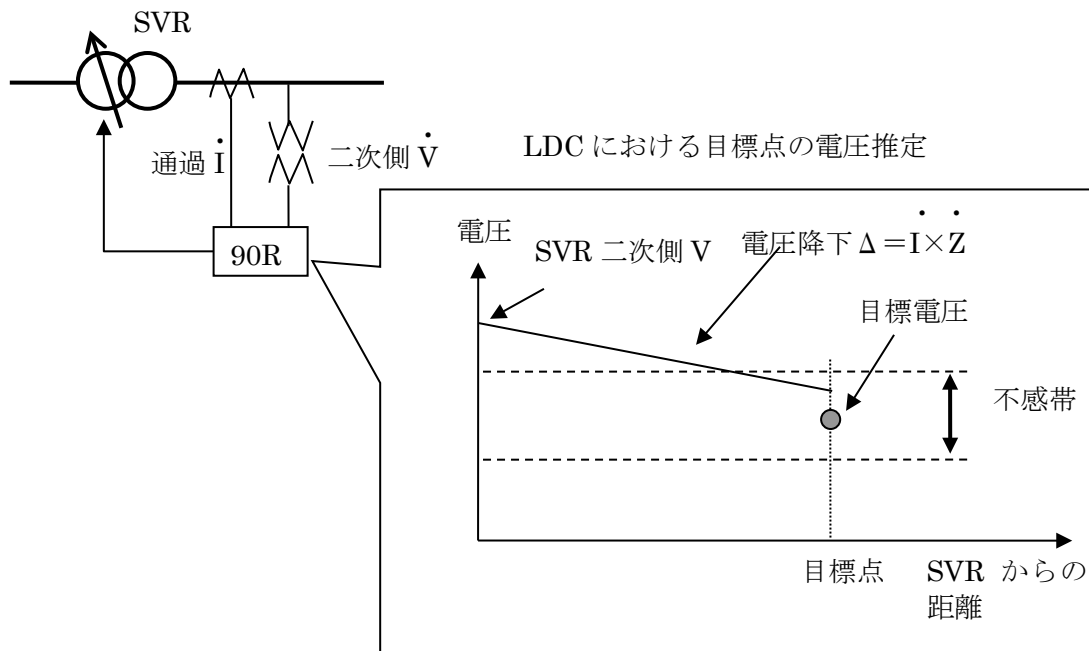 SVR
通過 İ
二次側 V̇
90R
LDC における目標点の電圧推定
電圧
SVR 二次側 V
電圧降下 Δ＝İ×Ż
目標電圧
不感帯
目標点
SVR からの
距離